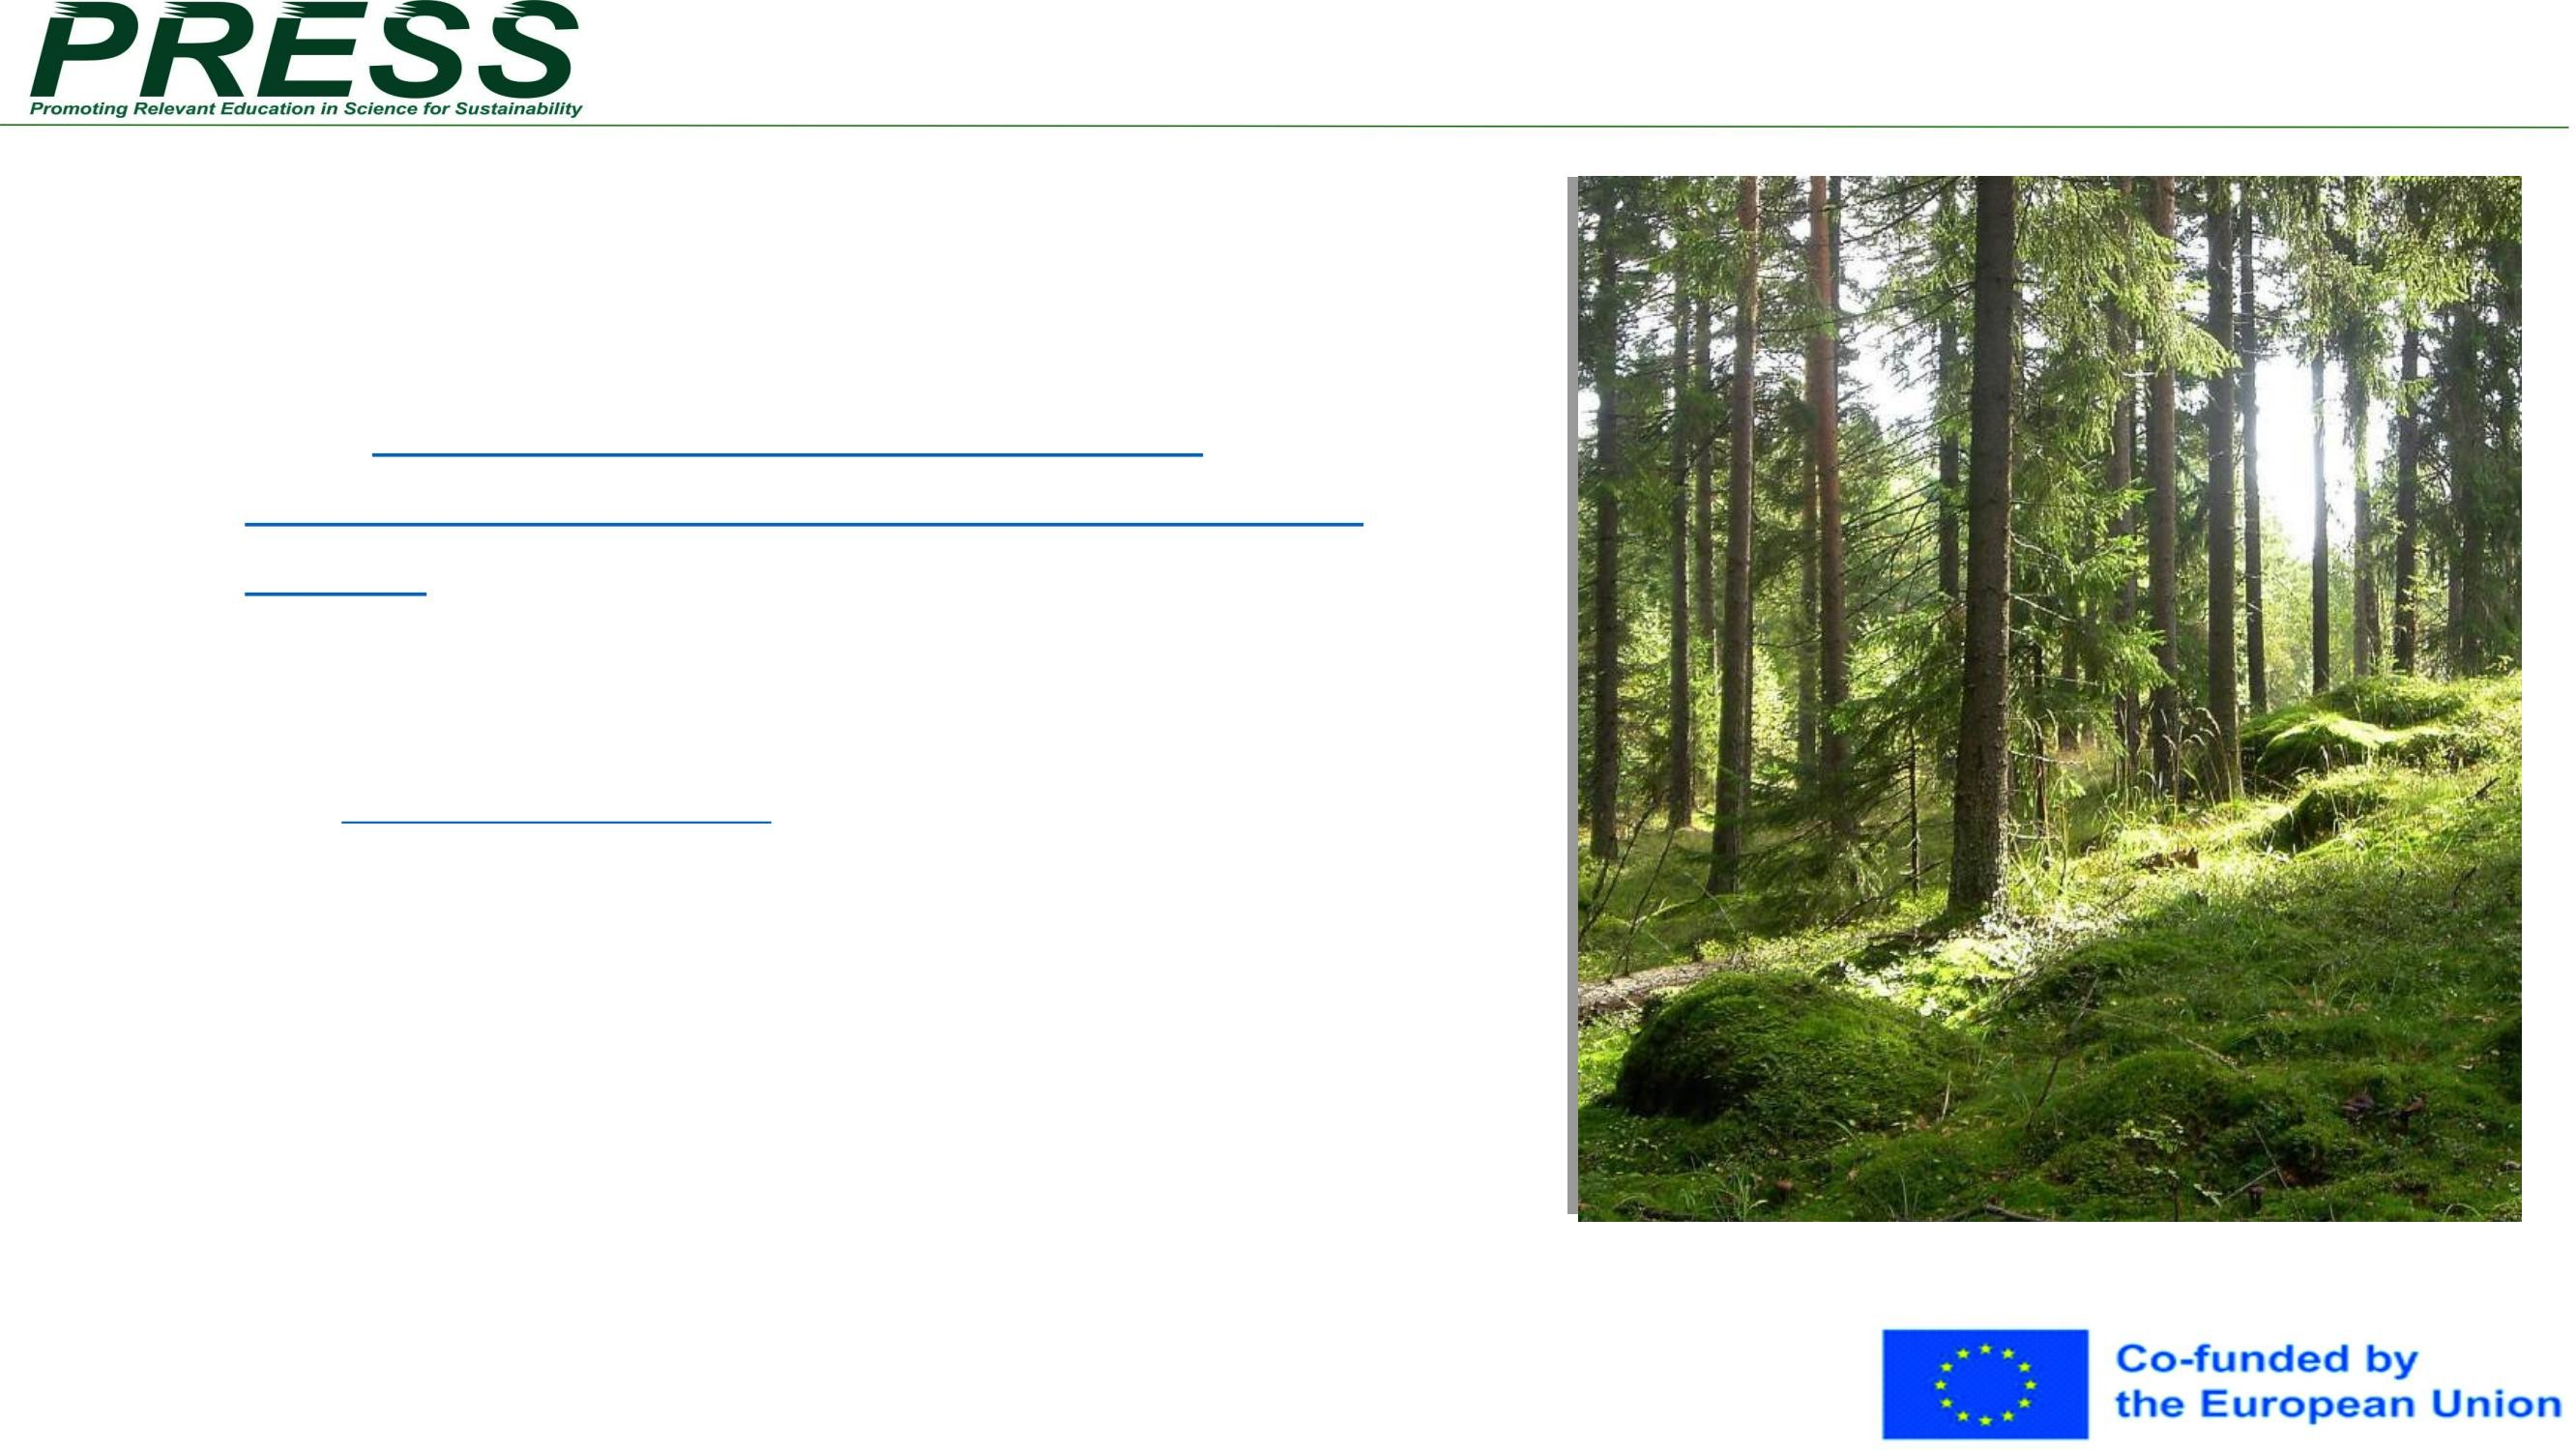 PRESS
Promoting Relevant Education in Science for Sustainability
Co-funded by
the European Union